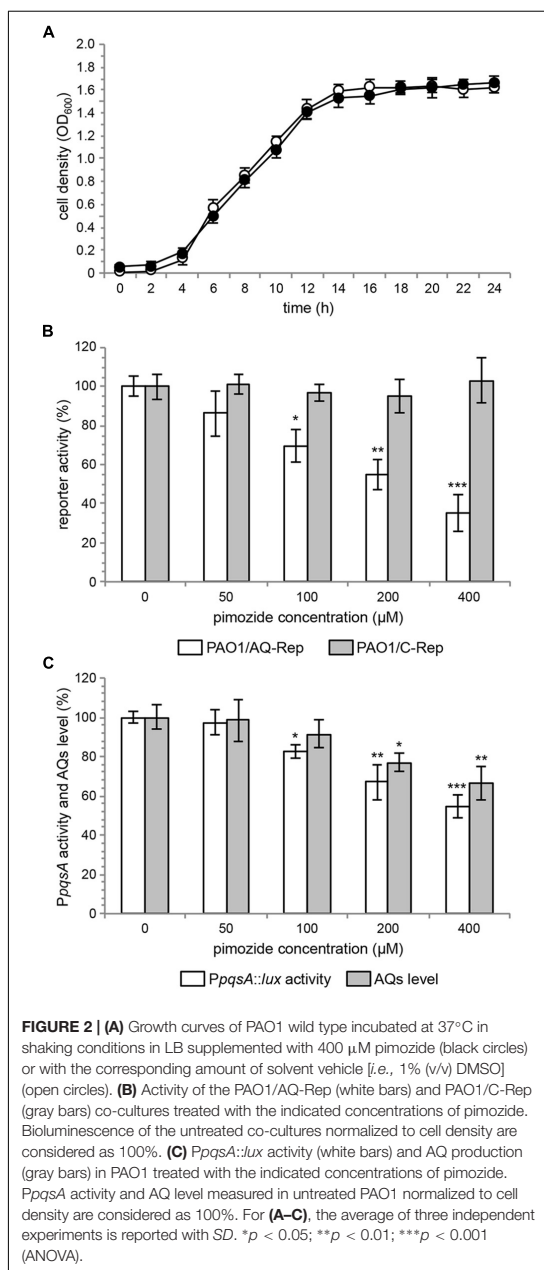 A
cell density (OD600)
2.0
1.8
1.6
1.4
1.2
1.0
0.8
0.6
0.4
0.2
0
0 2 4 6 8 10 12 14 16 18 20 22 24
time (h)
B
reporter activity (%)
120
100
80
60
40
20
0
* ** ***
0 50 100 200 400
pimozide concentration (µM)
PAO1/AQ-Rep PAO1/C-Rep
C
PpqsA activity and AQs level (%)
120
100
80
60
40
20
0
* ** * *** **
0 50 100 200 400
pimozide concentration (µM)
PpqsA::lux activity AQs level
FIGURE 2 | (A) Growth curves of PAO1 wild type incubated at 37°C in
shaking conditions in LB supplemented with 400 µM pimozide (black circles)
or with the corresponding amount of solvent vehicle [i.e., 1% (v/v) DMSO]
(open circles). (B) Activity of the PAO1/AQ-Rep (white bars) and PAO1/C-Rep
(gray bars) co-cultures treated with the indicated concentrations of pimozide.
Bioluminescence of the untreated co-cultures normalized to cell density are
considered as 100%. (C) PpqsA::lux activity (white bars) and AQ production
(gray bars) in PAO1 treated with the indicated concentrations of pimozide.
PpqsA activity and AQ level measured in untreated PAO1 normalized to cell
density are considered as 100%. For (A–C), the average of three independent
experiments is reported with SD. *p < 0.05; **p < 0.01; ***p < 0.001
(ANOVA).